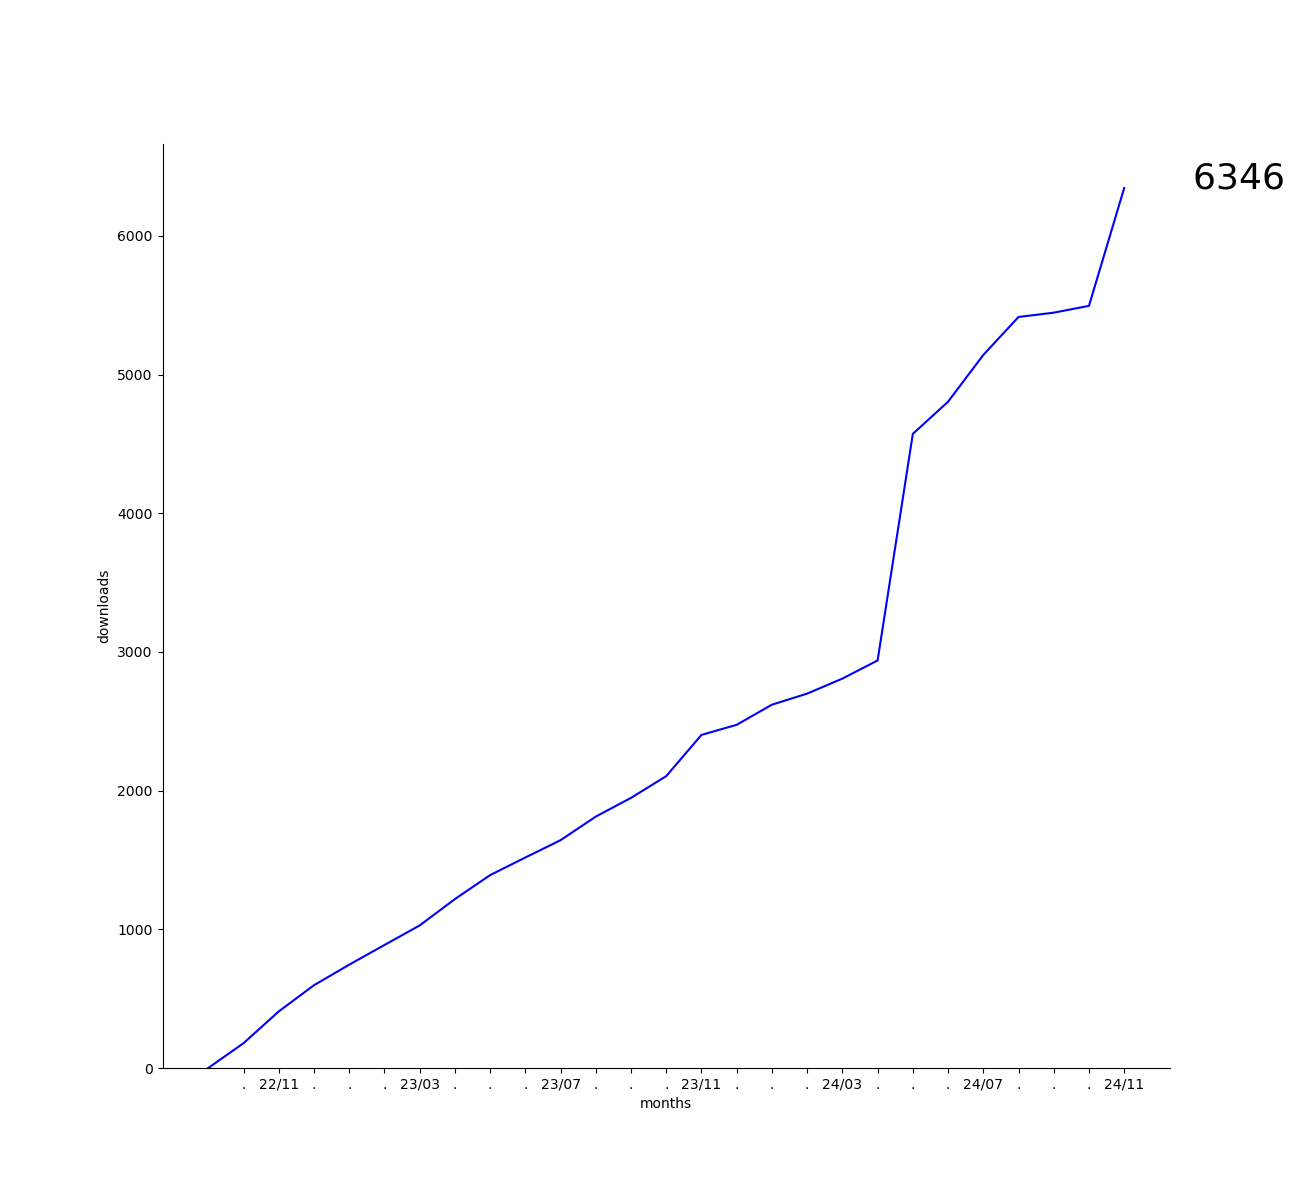 6346
6000
5000
4000
3000
2000
1000
0
downloads
. 22/11 . . . 23/03 . . . 23/07 . . . 23/11 . . . 24/03 . . . 24/07 . . . 24/11
months